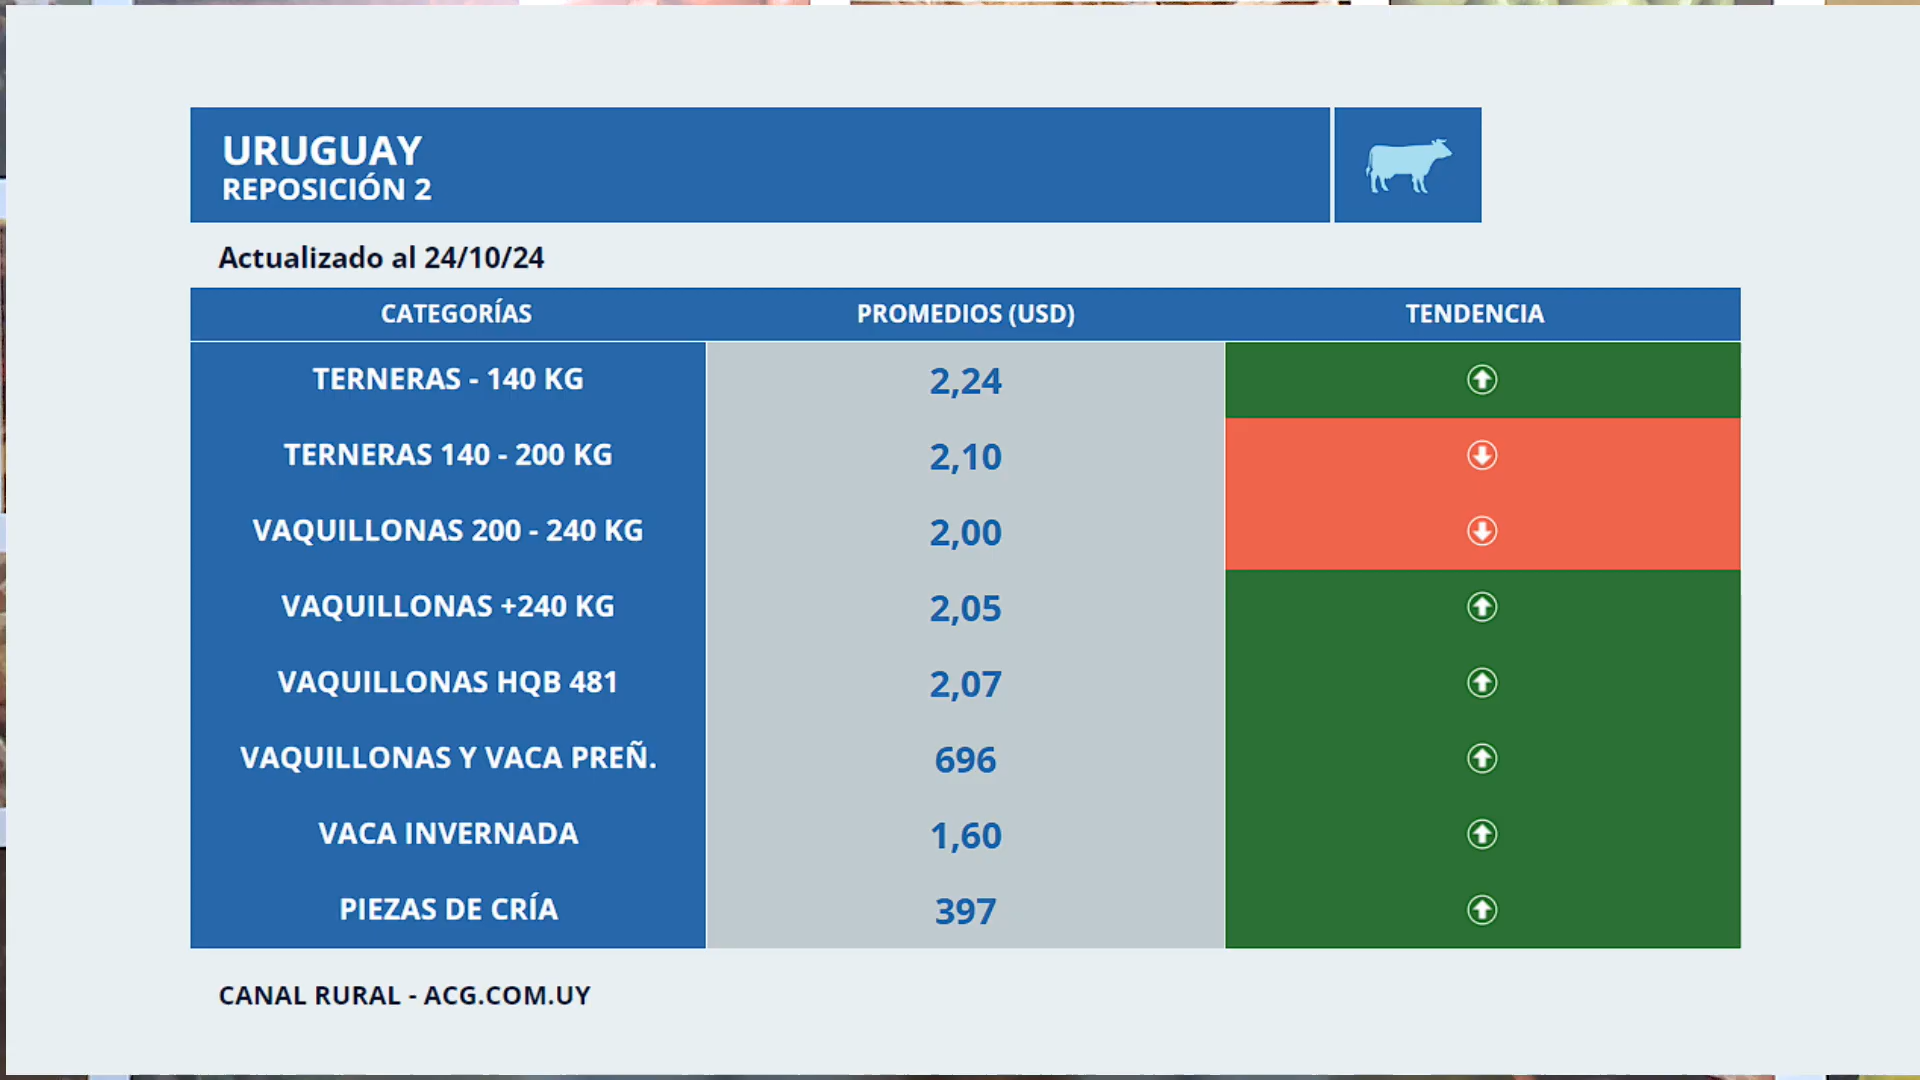 URUGUAY
REPOSICIÓN 2
Actualizado al 24/10/24
CATEGORÍAS PROMEDIOS (USD) TENDENCIA
TERNERAS - 140 KG 2,24
TERNERAS 140 - 200 KG 2,10
VAQUILLONAS 200 - 240 KG 2,00
VAQUILLONAS +240 KG 2,05
VAQUILLONAS HQB 481 2,07
VAQUILLONAS Y VACA PREÑ. 696
VACA INVERNADA 1,60
PIEZAS DE CRÍA 397
CANAL RURAL - ACG.COM.UY